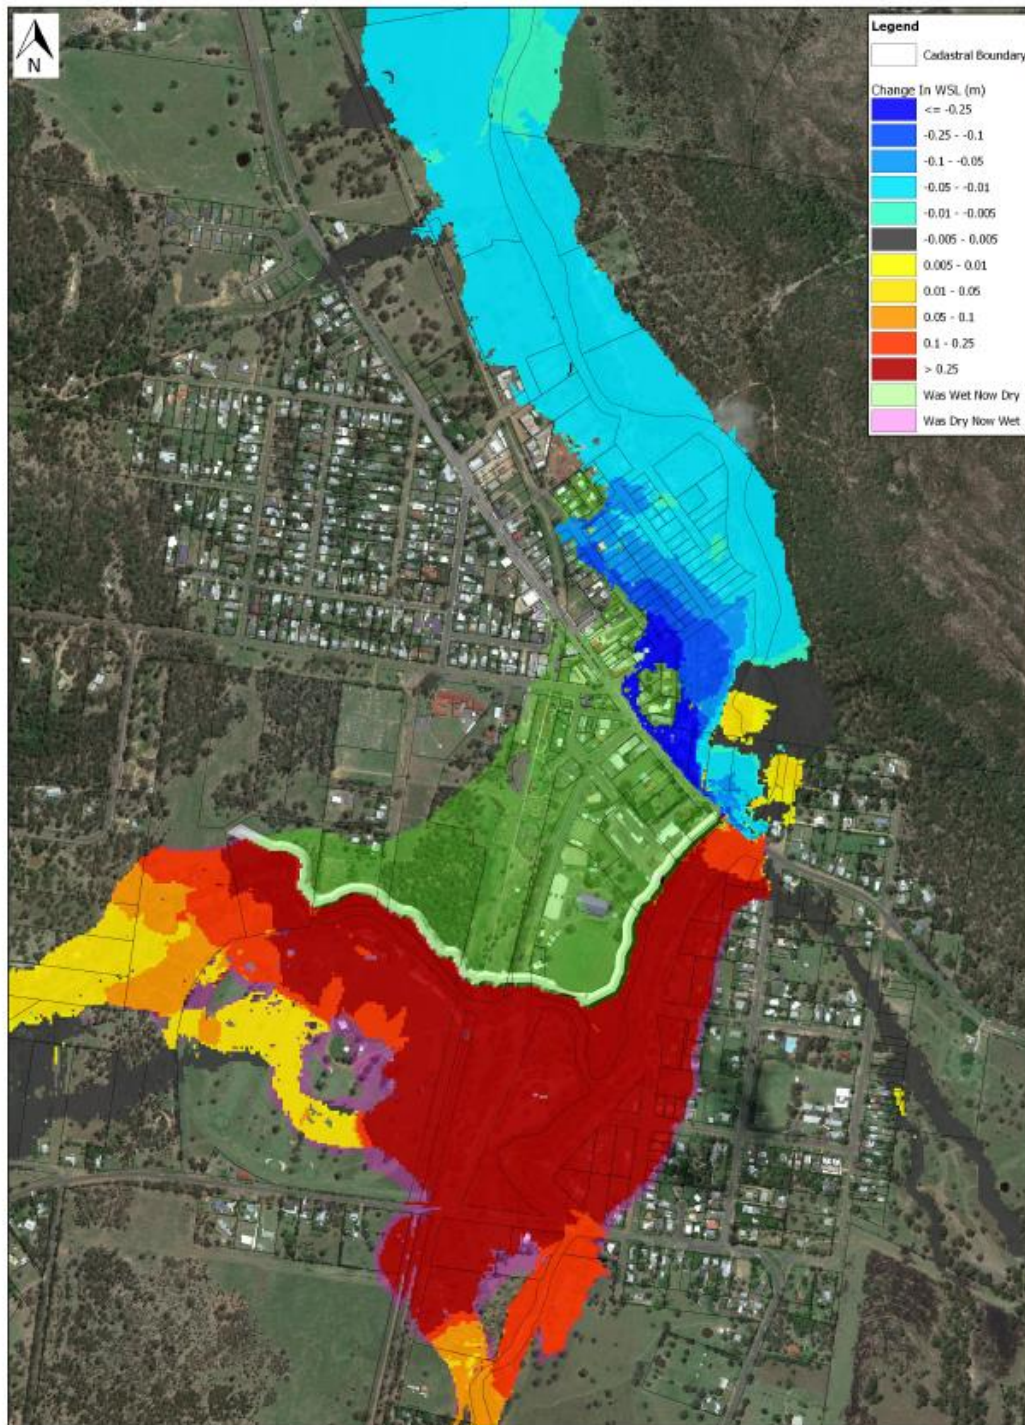 N
Legend
Cadastral Boundary
Change In WSL (m)
<= -0.25
-0.25 - -0.1
-0.1 - -0.05
-0.05 - -0.01
-0.01 - -0.005
-0.005 - 0.005
0.005 - 0.01
0.01 - 0.05
0.05 - 0.1
0.1 - 0.25
> 0.25
Was Wet Now Dry
Was Dry Now Wet